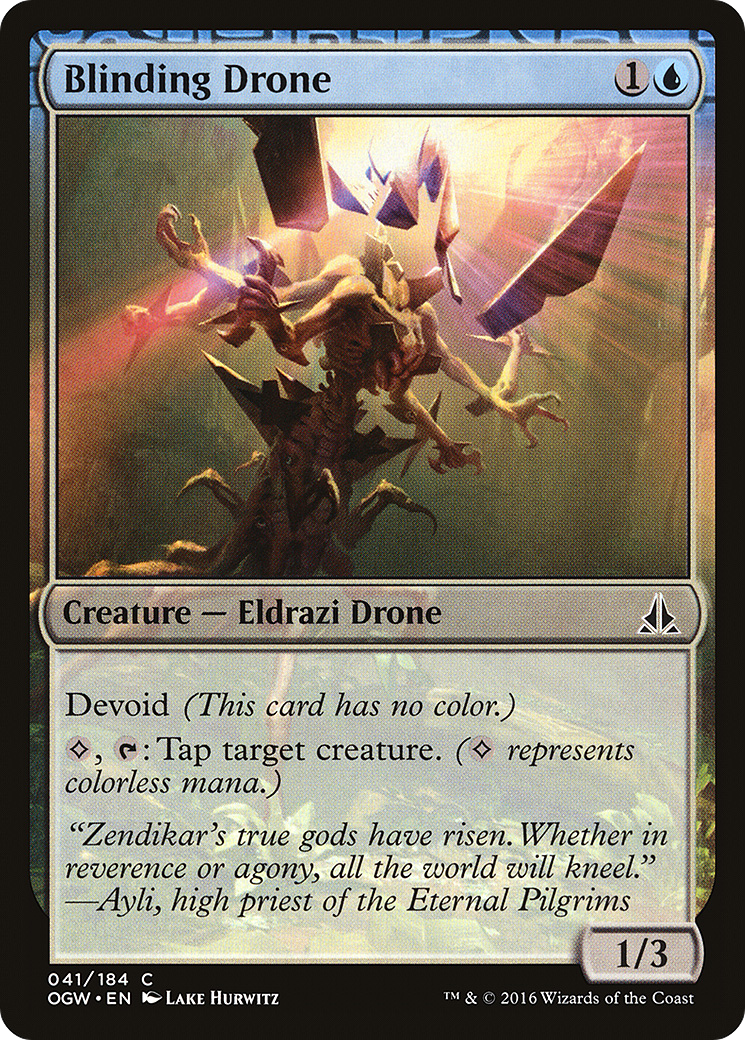 Blinding Drone 1
Creature — Eldrazi Drone
Devoid (This card has no color.)
, : Tap target creature. ( represents
colorless mana.)
“Zendikar’s true gods have risen. Whether in
reverence or agony, all the world will kneel.”
—Ayli, high priest of the Eternal Pilgrims
1/3
041/184 C
OGW • EN Lake Hurwitz
™ & © 2016 Wizards of the Coast